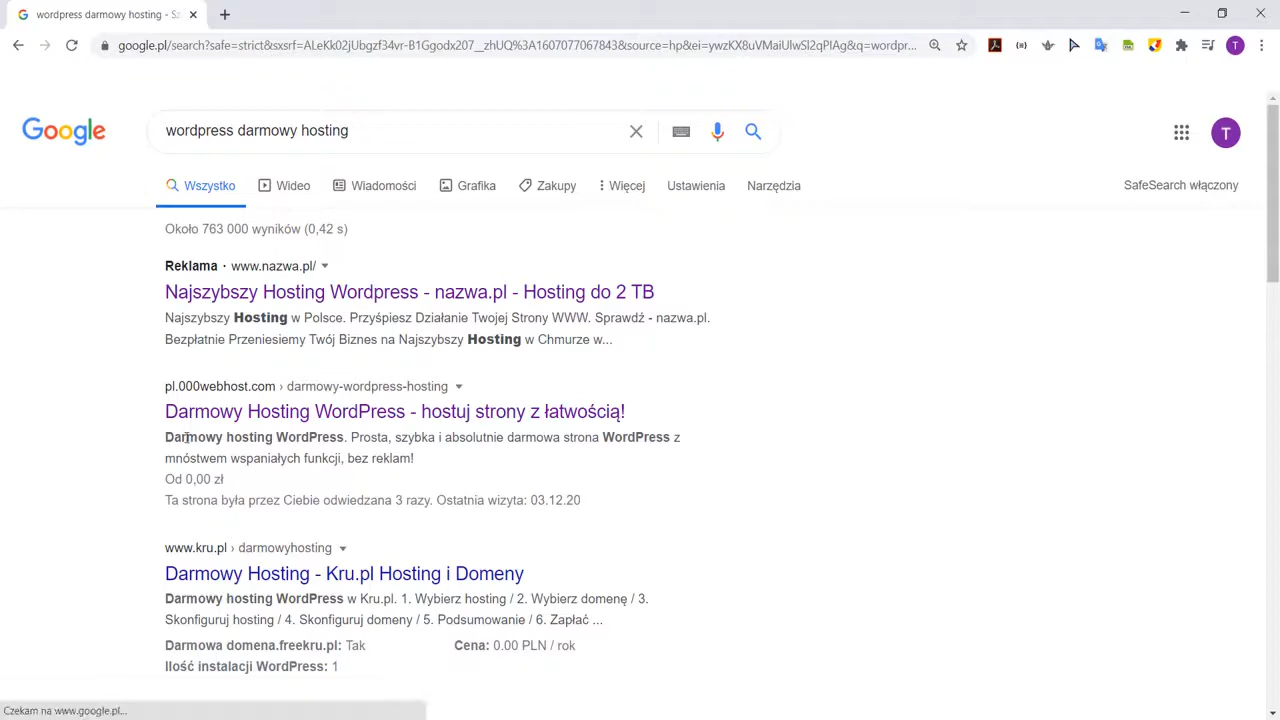 wordpress darmowy hosting - Sz
google.pl/search?safe=strict&sxsrf=ALeKk02jUbgzf34vr-B1Ggodz07__zhUQ%3A1607077067843&source=hp&ei=ywzKX8uVMaiUlwSl2qPIAg&q=wordpr...
T
Google
wordpress darmowy hosting
T
Wszystko
Wideo
Wiadomości
Grafika
Zakupy
Więcej
Ustawienia
Narzędzia
SafeSearch włączony
Około 763 000 wyników (0,42 s)
Reklama · www.nazwa.pl/
Najszybszy Hosting Wordpress - nazwa.pl - Hosting do 2 TB
Najszybszy Hosting w Polsce. Przyśpiesz Działanie Twojej Strony WWW. Sprawdź - nazwa.pl.
Bezpłatnie Przeniesiemy Twój Biznes na Najszybszy Hosting w Chmurze w...
pl.000webhost.com › darmowy-wordpress-hosting
Darmowy Hosting WordPress - hostuj strony z łatwością!
Darmowy hosting WordPress. Prosta, szybka i absolutnie darmowa strona WordPress z
mnóstwem wspaniałych funkcji, bez reklam!
Od 0,00 zł
Ta strona była przez Ciebie odwiedzana 3 razy. Ostatnia wizyta: 03.12.20
www.kru.pl › darmowyhosting
Darmowy Hosting - Kru.pl Hosting i Domeny
Darmowy hosting WordPress w Kru.pl. 1. Wybierz hosting / 2. Wybierz domenę / 3.
Skonfiguruj hosting / 4. Skonfiguruj domeny / 5. Podsumowanie / 6. Zapłać ...
Darmowa domena.freekru.pl: Tak
Cena: 0.00 PLN / rok
Ilość instalacji WordPress: 1
Czekam na www.google.pl...